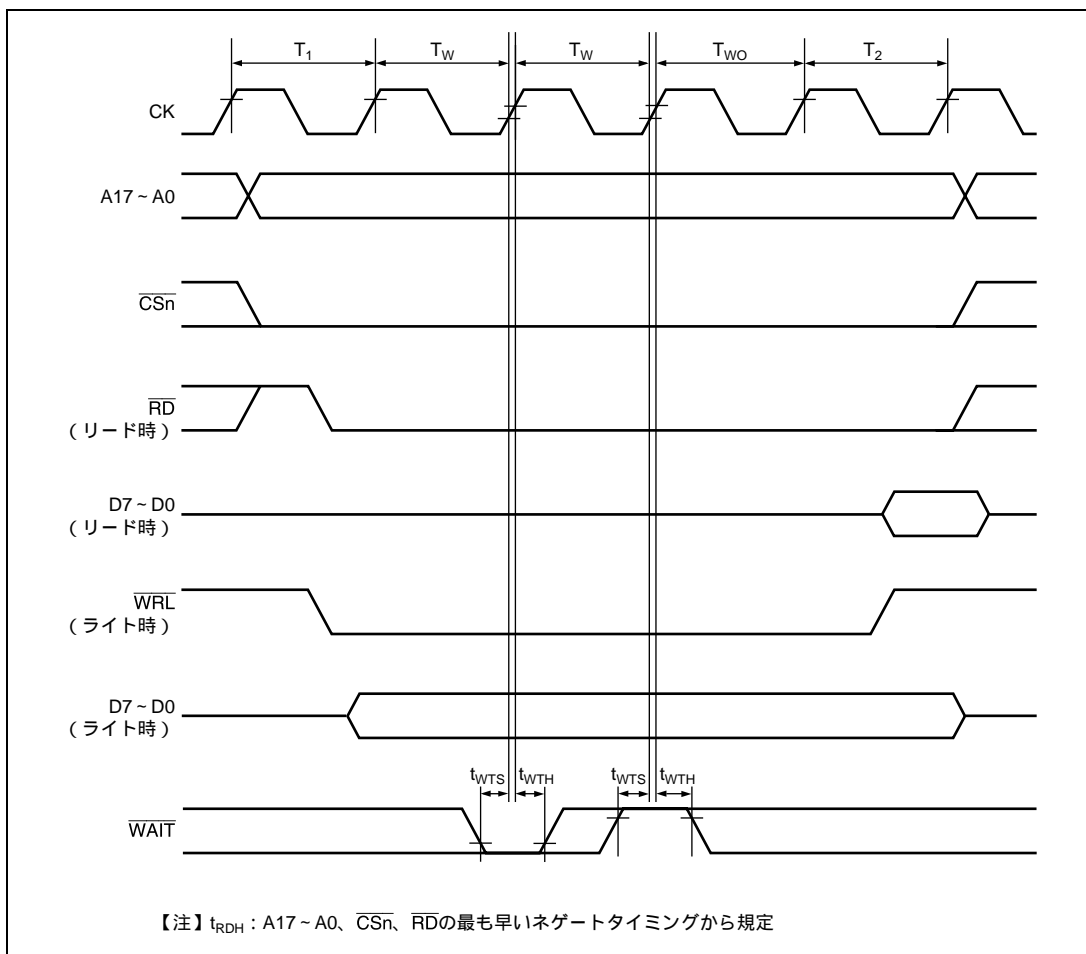 T1 TW TW TWO T2
CK
A17 ~ A0
CSn
RD
(リード時)
D7 ~ D0
(リード時)
WRL
(ライト時)
D7 ~ D0
(ライト時)
tWTS tWTH tWTS tWTH
WAIT
【注】tRDH:A17 ~ A0、CSn、RDの最も早いネゲートタイミングから規定